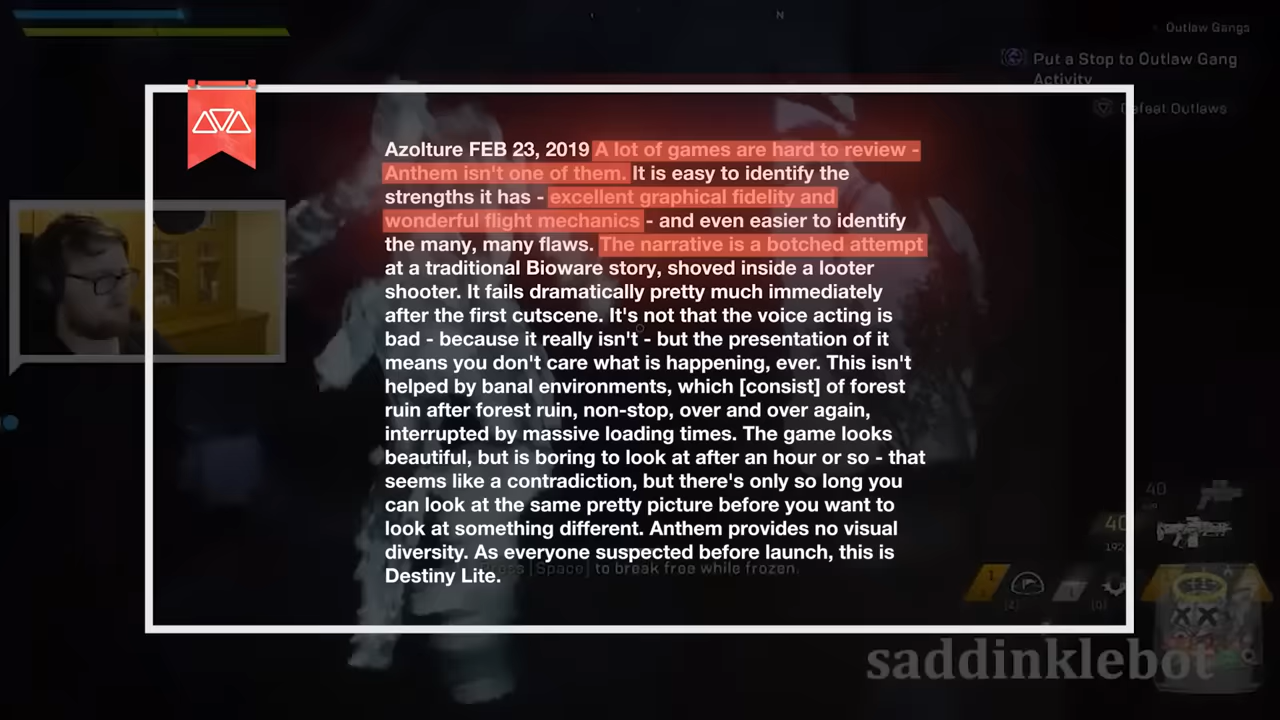 N
Outlaw Gangs
Put a Stop to Outlaw Gang
Activity
Defeat Outlaws
Azolture FEB 23, 2019 A lot of games are hard to review -
Anthem isn't one of them. It is easy to identify the
strengths it has - excellent graphical fidelity and
wonderful flight mechanics - and even easier to identify
the many, many flaws. The narrative is a botched attempt
at a traditional Bioware story, shoved inside a looter
shooter. It fails dramatically pretty much immediately
after the first cutscene. It's not that the voice acting is
bad - because it really isn't - but the presentation of it
means you don't care what is happening, ever. This isn't
helped by banal environments, which [consist] of forest
ruin after forest ruin, non-stop, over and over again,
interrupted by massive loading times. The game looks
beautiful, but is boring to look at after an hour or so - that
seems like a contradiction, but there's only so long you
can look at the same pretty picture before you want to
look at something different. Anthem provides no visual
diversity. As everyone suspected before launch, this is
Destiny Lite.
[Space] to break free while frozen.
40
40
192
1
1
XX
saddinklebot